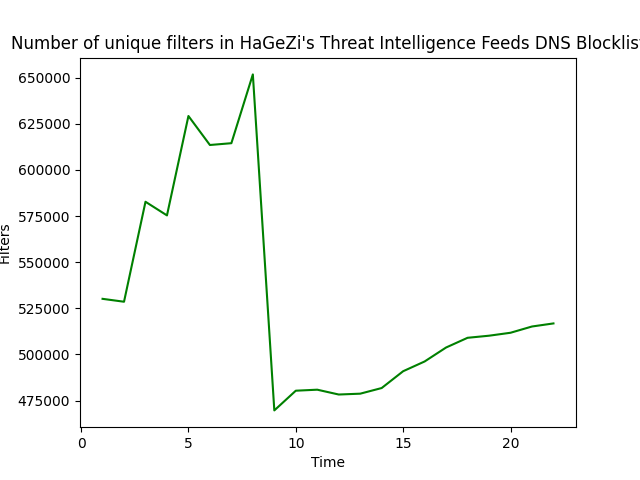 Number of unique filters in HaGeZi's Threat Intelligence Feeds DNS Blocklis
650000
625000
600000
575000
550000
525000
500000
475000
Filters
0 5 10 15 20
Time